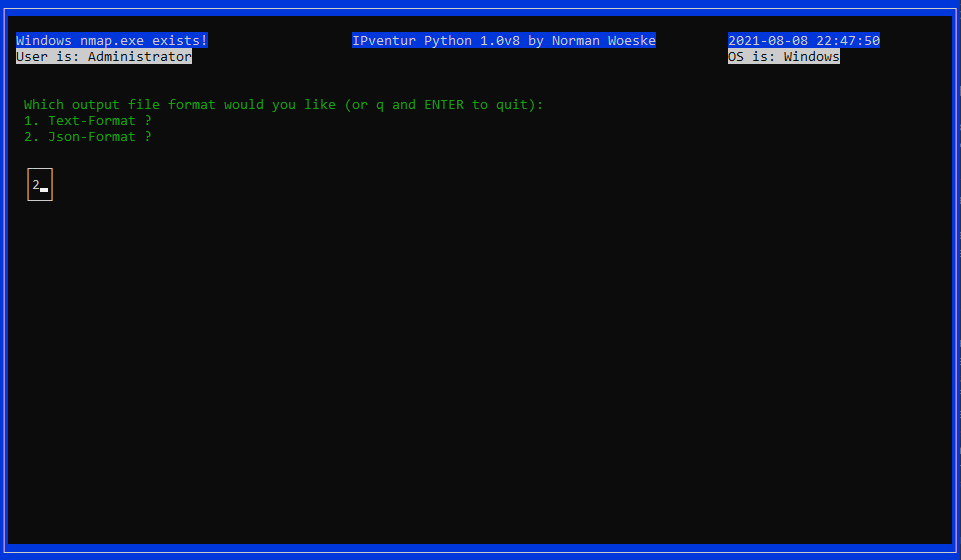 Windows nmap.exe exists! IPventur Python 1.0v8 by Norman Woeske 2021-08-08 22:47:50
User is: Administrator OS is: Windows
Which output file format would you like (or q and ENTER to quit):
1. Text-Format ?
2. Json-Format ?
2